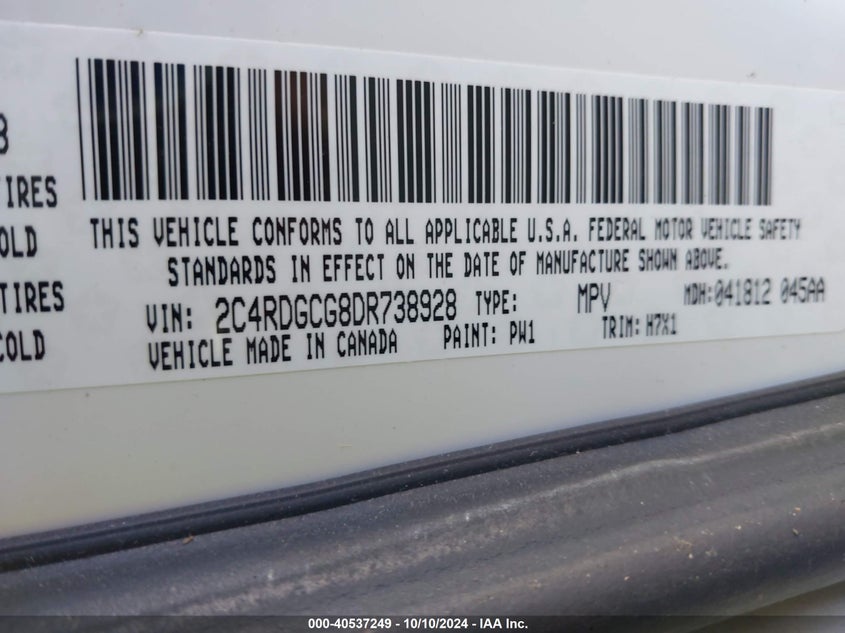 3
TIRES
OLD
TIRES
COLD
THIS VEHICLE CONFORMS TO ALL APPLICABLE U.S.A. FEDERAL MOTOR VEHICLE SAFETY
STANDARDS IN EFFECT ON THE DATE OF MANUFACTURE SHOWN ABOVE.
VIN: 2C4RDGCG8DR738928 TYPE: MPV MDH:041812 045AA
VEHICLE MADE IN CANADA PAINT: PW1 TRIM: H7X1
000-40537249 - 10/10/2024 - IAA Inc.